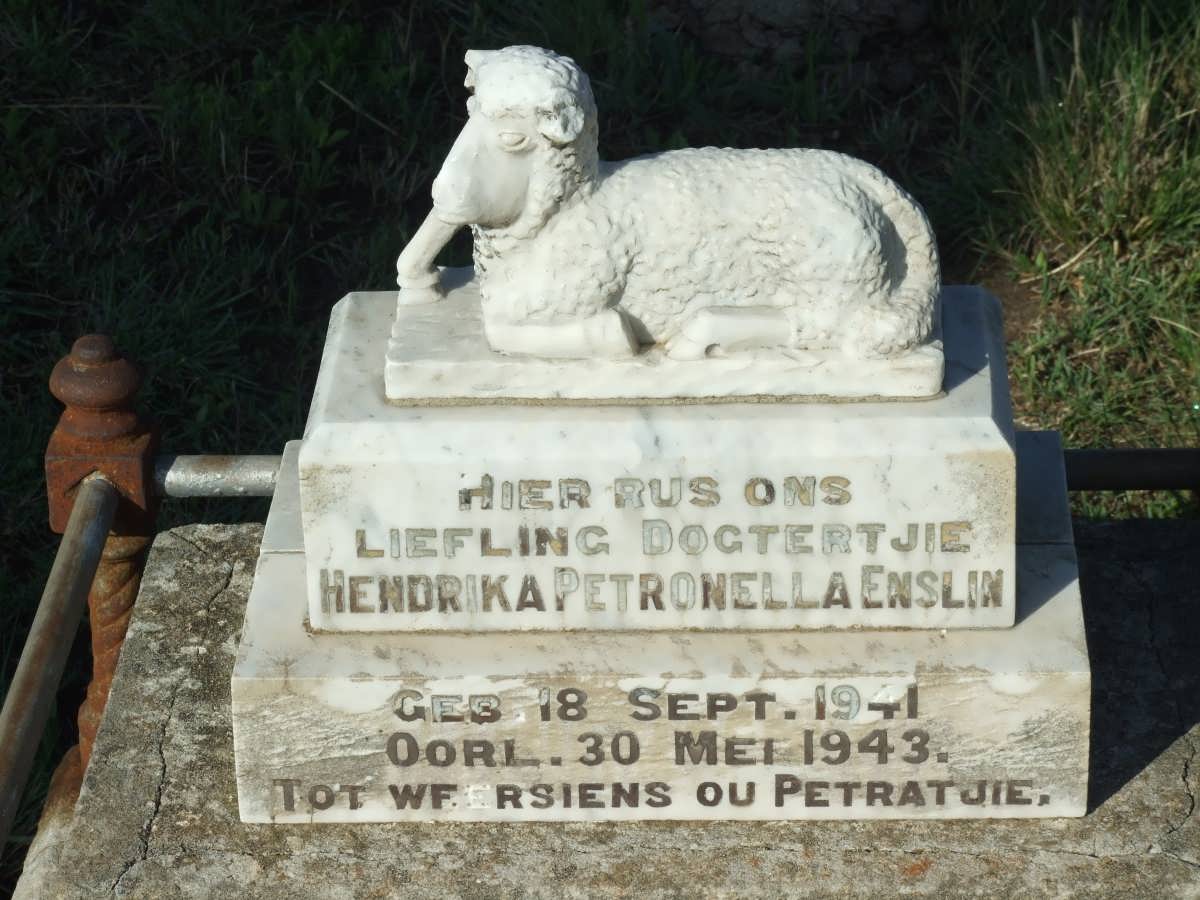 HIER RUS ONS
LIEFLING DOGTERTJIE
HENDRIKA PETRONELLA ENSLIN
GEB 18 SEPT. 1941
OORL. 30 MEI 1943.
TOT WEERSIENS OU PETRATJIE.